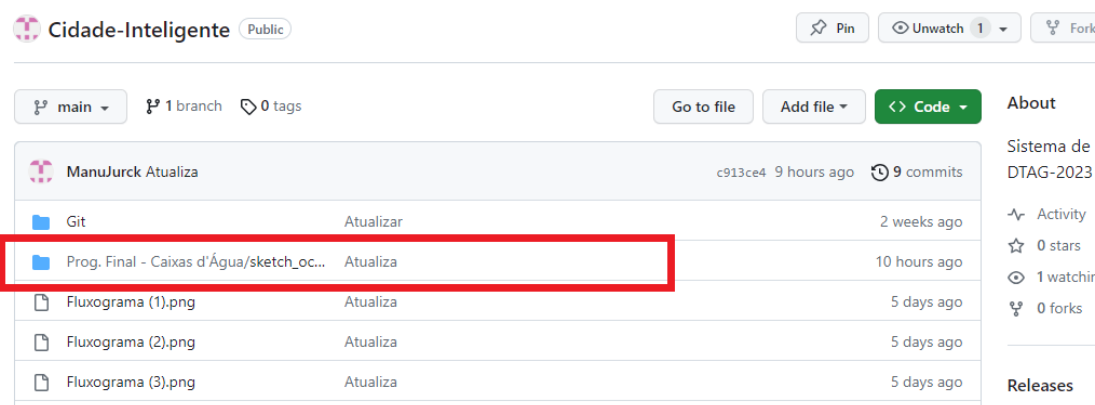 Cidade-Inteligente Public Pin Unwatch 1 Fork
main 1 branch 0 tags Go to file Add file <> Code About
Sistema de
DTAG-2023
ManuJurck Atualiza c913ce4 9 hours ago 9 commits
Activity
Git Atualizar 2 weeks ago
0 stars
Prog. Final - Caixas d'Água/sketch_oc... Atualiza 10 hours ago
1 watchin
Fluxograma (1).png Atualiza 5 days ago
0 forks
Fluxograma (2).png Atualiza 5 days ago
Fluxograma (3).png Atualiza 5 days ago
Releases